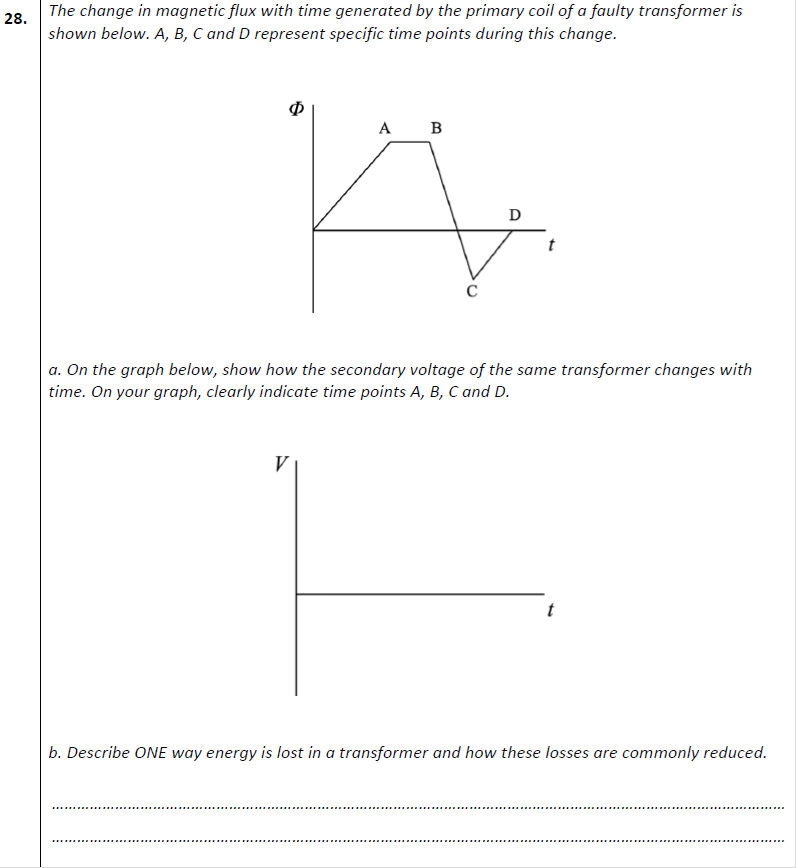 28.
The change in magnetic flux with time generated by the primary coil of a faulty transformer is
shown below. A, B, C and D represent specific time points during this change.
Φ
A B
D
t
C
a. On the graph below, show how the secondary voltage of the same transformer changes with
time. On your graph, clearly indicate time points A, B, C and D.
V
t
b. Describe ONE way energy is lost in a transformer and how these losses are commonly reduced.